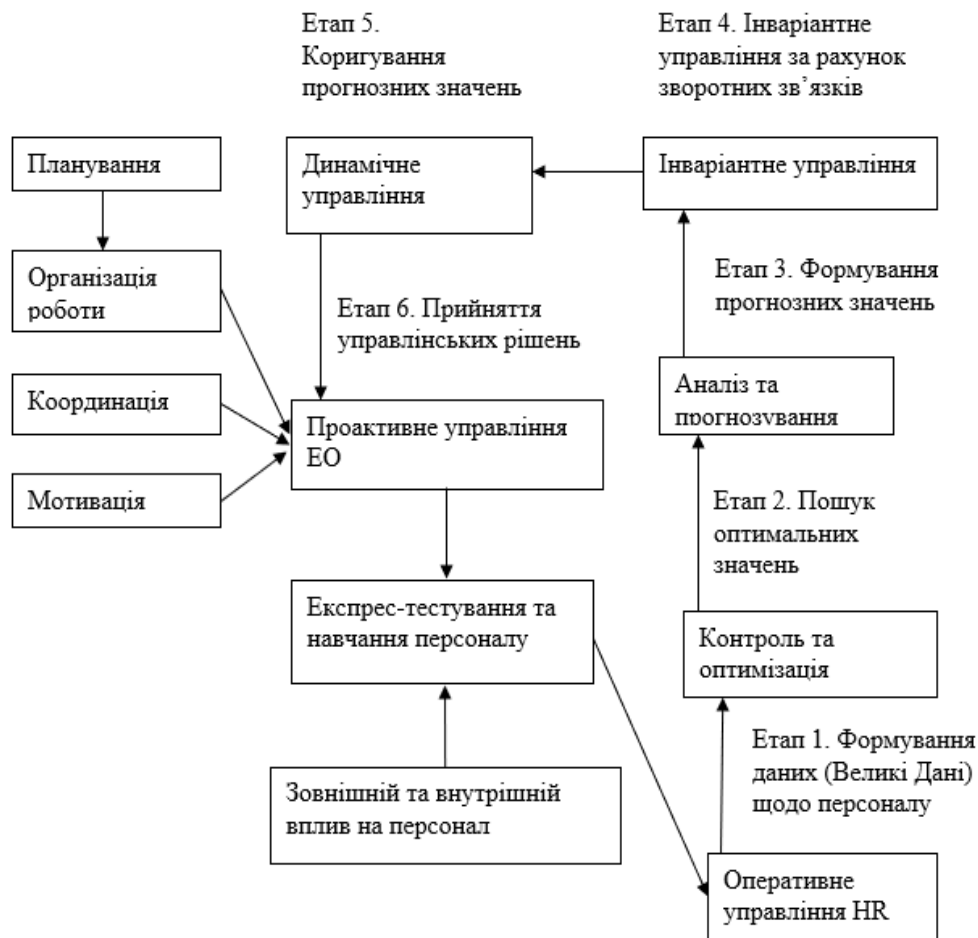 Етап 5.
Коригування
прогнозних значень
Етап 4. Інваріантне
управління за рахунок
зворотних зв’язків
Планування
Динамічне
управління
Інваріантне управління
Організація
роботи
Етап 3. Формування
прогнозних значень
Етап 6. Прийняття
управлінських рішень
Аналіз та
прогнозування
Координація
Проактивне управління
ЕО
Мотивація
Етап 2. Пошук
оптимальних
значень
Експрес-тестування та
навчання персоналу
Контроль та
оптимізація
Етап 1. Формування
даних (Великі Дані)
щодо персоналу
Зовнішній та внутрішній
вплив на персонал
Оперативне
управління HR